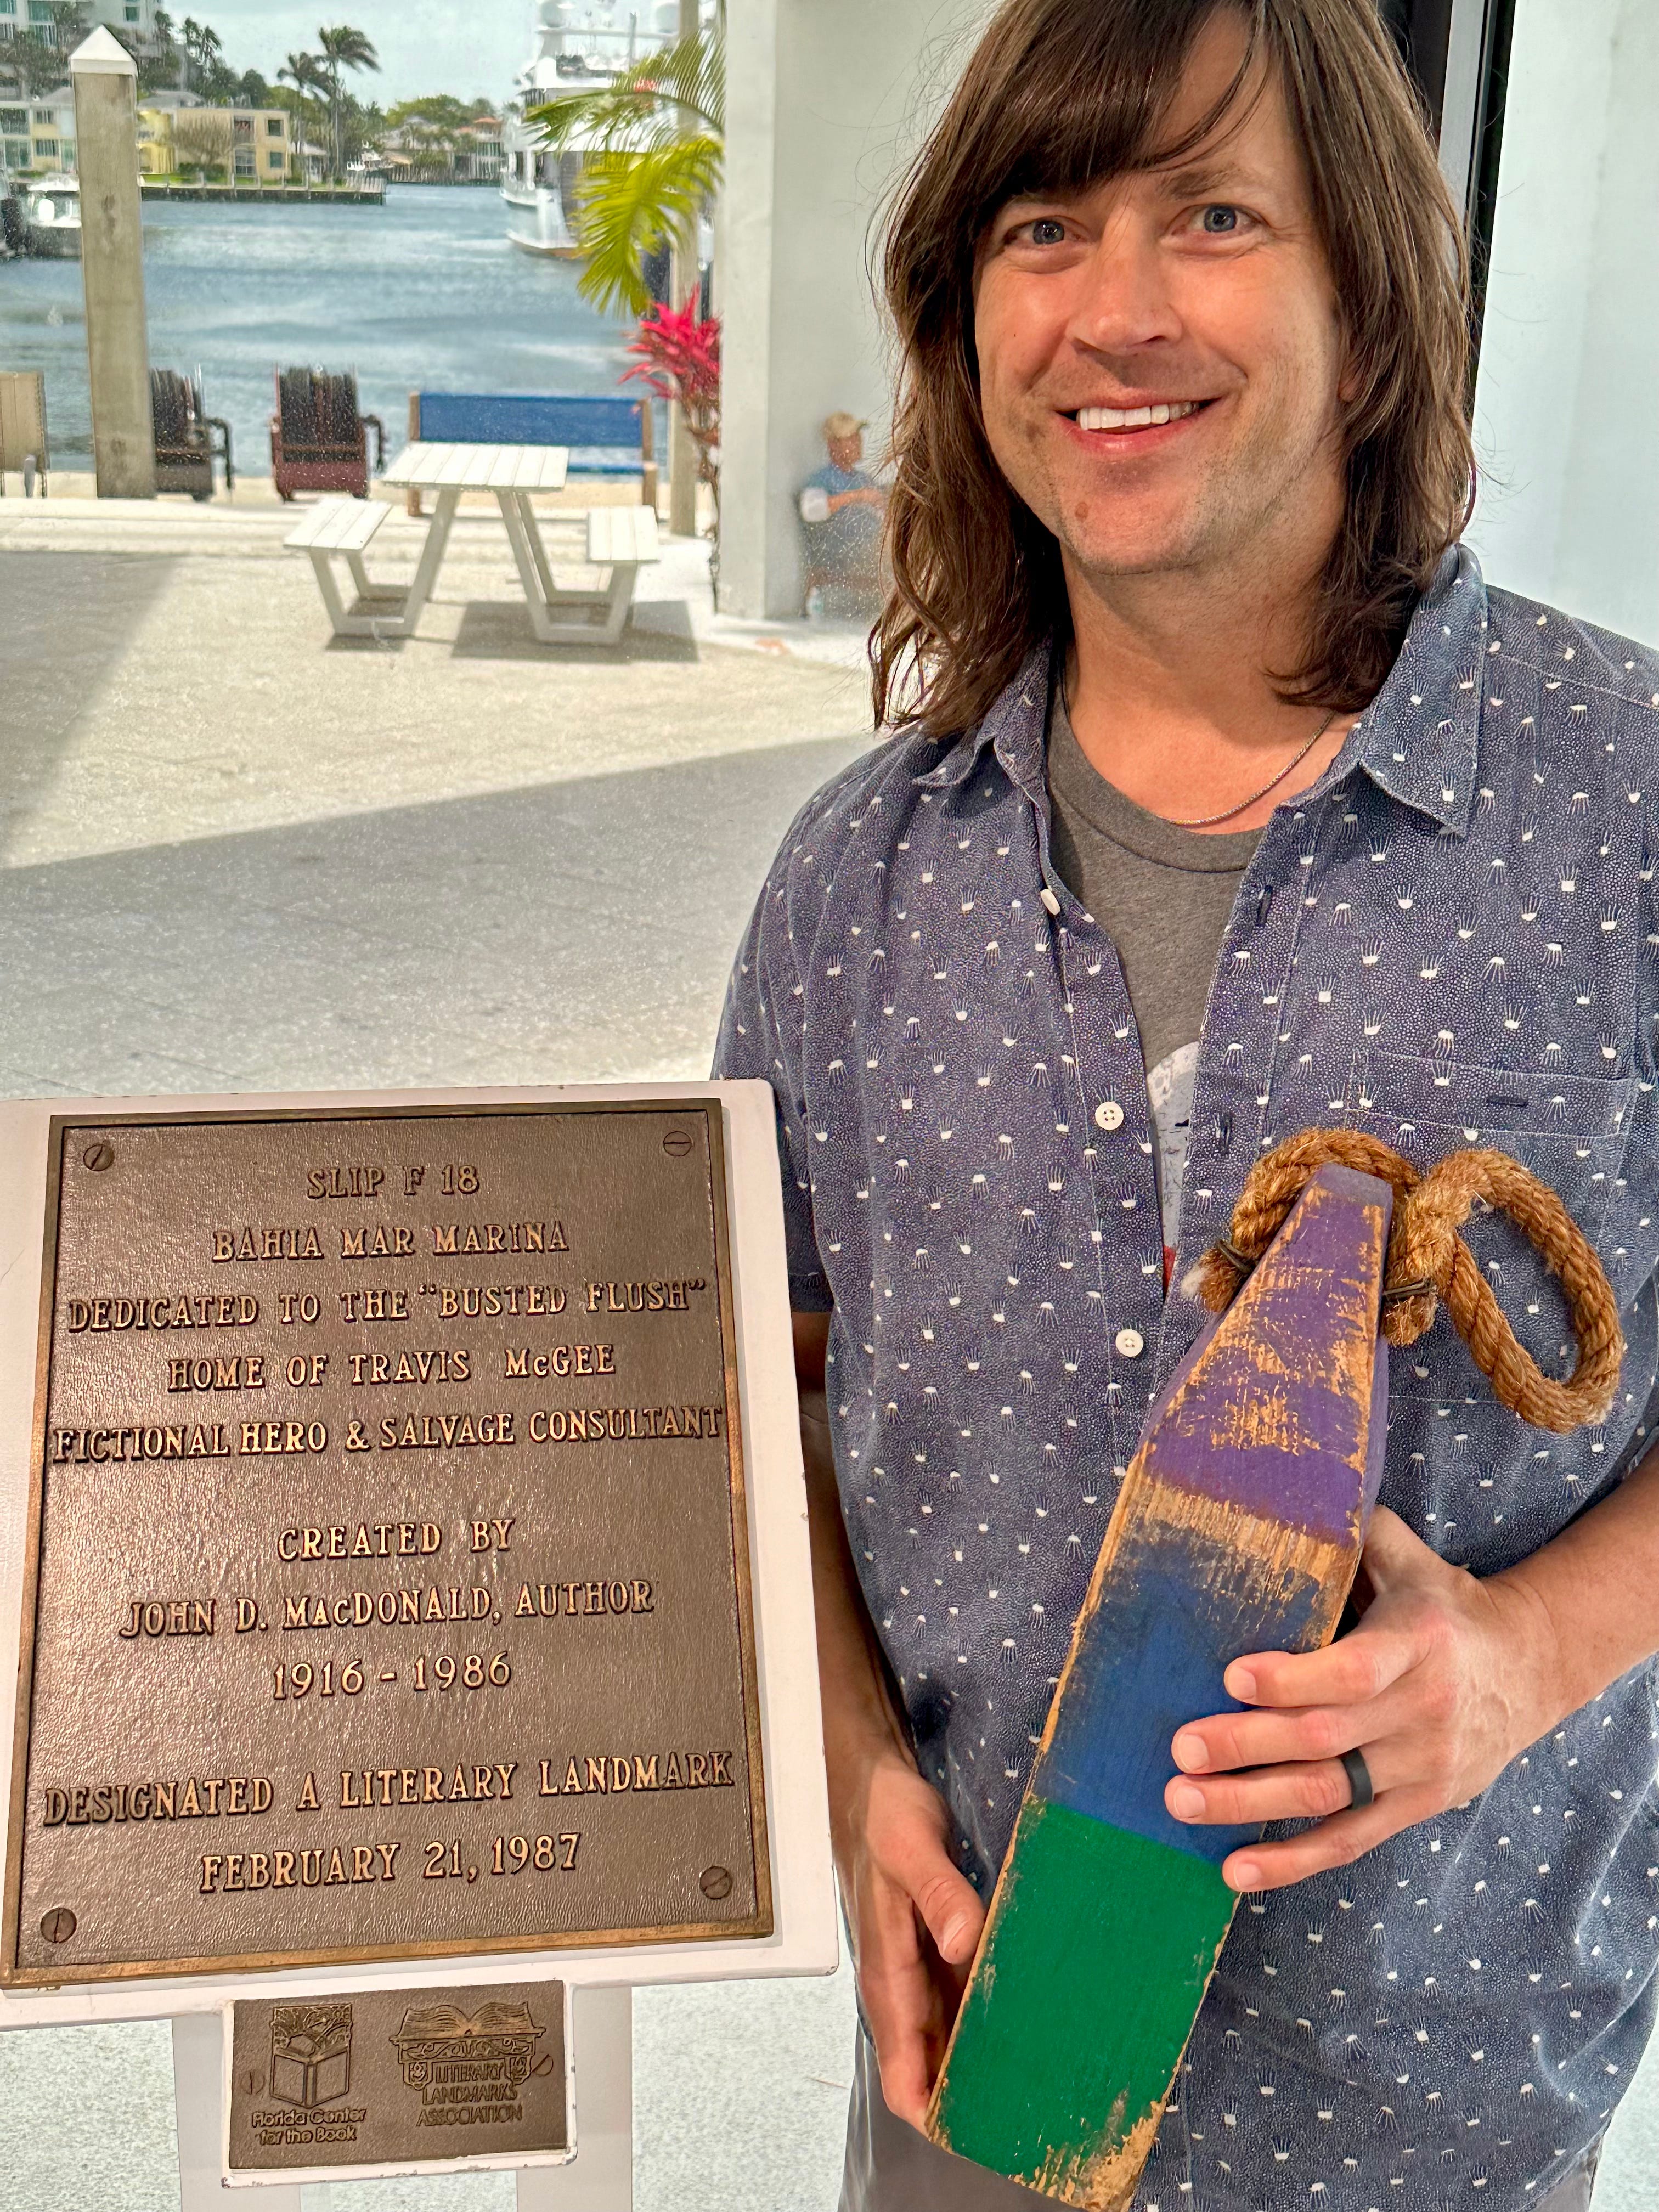 SLIP F 18
BAHIA MAR MARINA
DEDICATED TO THE "BUSTED FLUSH"
HOME OF TRAVIS McGEE
FICTIONAL HERO & SALVAGE CONSULTANT
CREATED BY
JOHN D. MacDONALD, AUTHOR
1916 - 1986
DESIGNATED A LITERARY LANDMARK
FEBRUARY 21, 1987
Florida Center
for the Book
LITERARY
LANDMARKS
ASSOCIATION